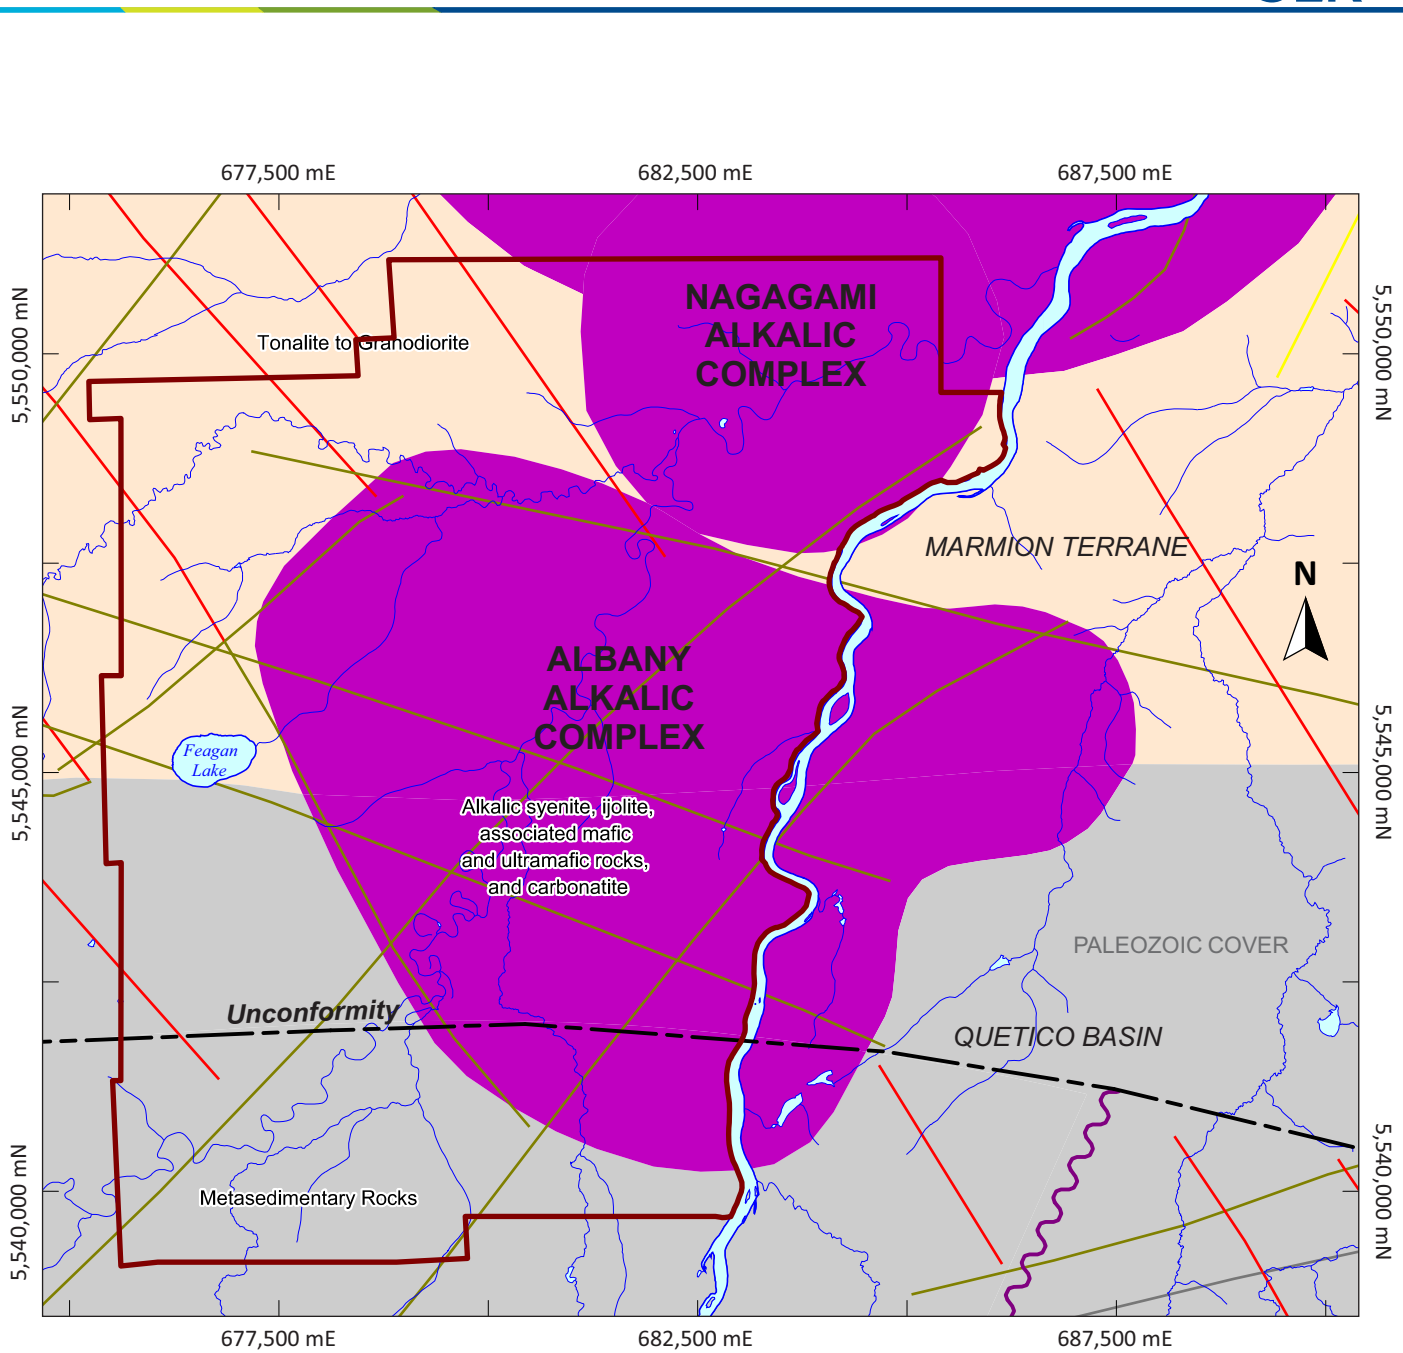 677,500 mE 682,500 mE 687,500 mE
5,550,000 mN
5,550,000 mN
NAGAGAMI
ALKALIC
COMPLEX
Tonalite to Granodiorite
MARMION TERRANE
N
ALBANY
ALKALIC
COMPLEX
Feagan
Lake
5,545,000 mN
5,545,000 mN
Alkalic syenite, ijolite,
associated mafic
and ultramafic rocks,
and carbonatite
PALEOZOIC COVER
Unconformity
QUETICO BASIN
5,540,000 mN
5,540,000 mN
Metasedimentary Rocks
677,500 mE 682,500 mE 687,500 mE